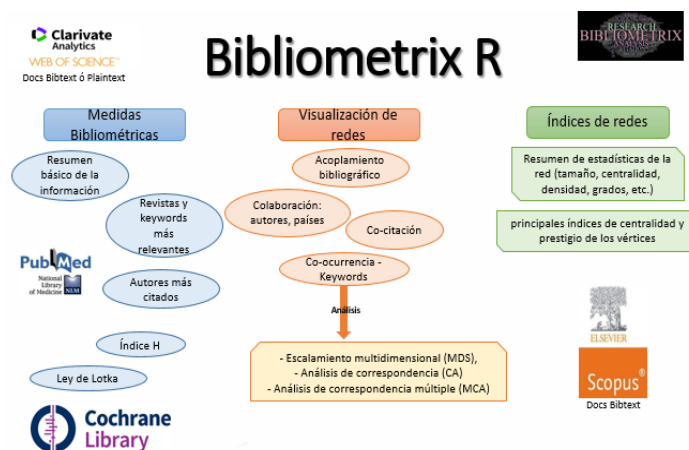 Clarivate
Analytics
WEB OF SCIENCE™
Docs Bibtext ó Plaintext
Bibliometrix R
RESEARCH
BIBLIOMETRIX
ANALYSIS
Medidas
Bibliométricas
Resumen
básico de la
información
Revistas y
keywords
más
relevantes
PubMed
National
Library
of Medicine
NLM
Autores más
citados
Índice H
Ley de Lotka
Cochrane
Library
Visualización de
redes
Acoplamiento
bibliográfico
Colaboración:
autores, países
Co-citación
Co-ocurrencia -
Keywords
Análisis
- Escalamiento multidimensional (MDS),
- Análisis de correspondencia (CA)
- Análisis de correspondencia múltiple (MCA)
Índices de redes
Resumen de estadísticas de la
red (tamaño, centralidad,
densidad, grados, etc.)
principales índices de centralidad y
prestigio de los vértices
ELSEVIER
Scopus®
Docs Bibtext